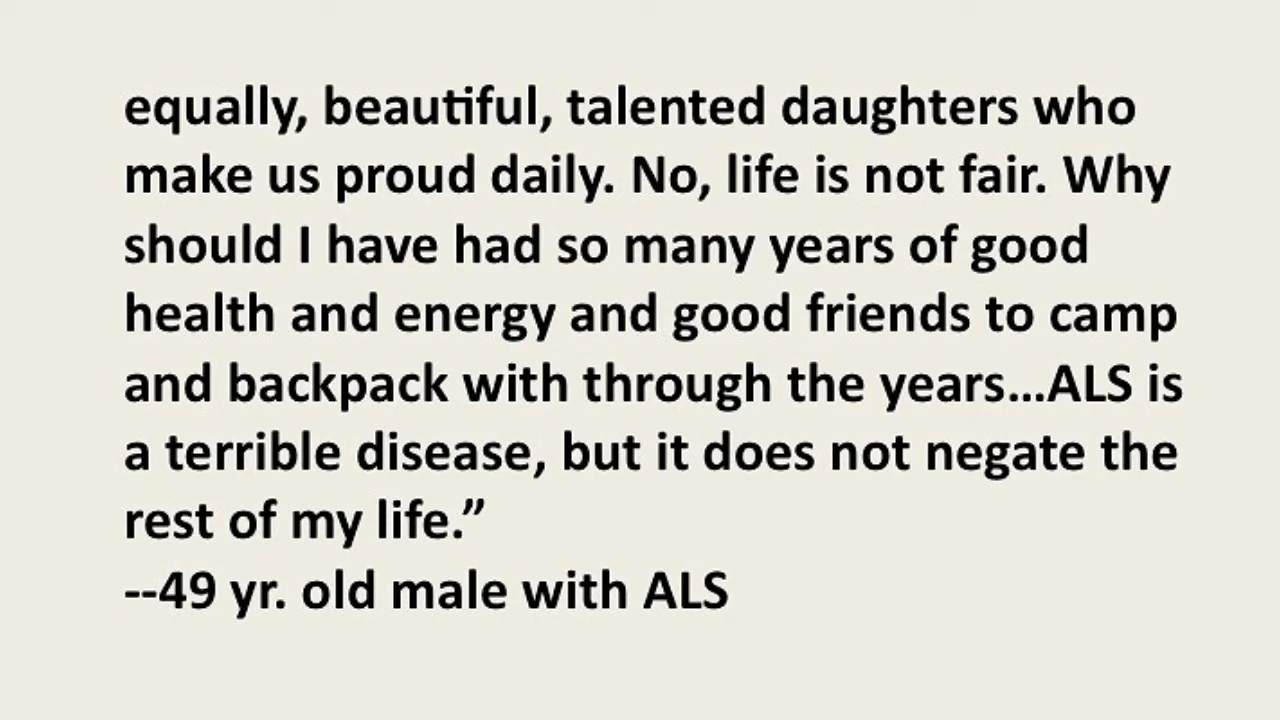 equally, beautiful, talented daughters who
make us proud daily. No, life is not fair. Why
should I have had so many years of good
health and energy and good friends to camp
and backpack with through the years…ALS is
a terrible disease, but it does not negate the
rest of my life.”
--49 yr. old male with ALS